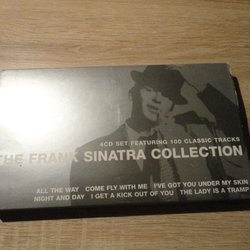 4CD SET FEATURING 100 CLASSIC TRACKS
THE FRANK SINATRA COLLECTION
ALL THE WAY COME FLY WITH ME I'VE GOT YOU UNDER MY SKIN
NIGHT AND DAY I GET A KICK OUT OF YOU THE LADY IS A TRAMP